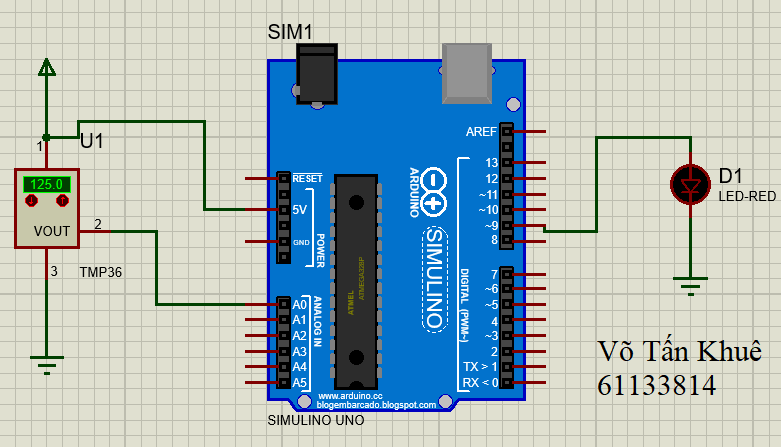 SIM1
AREF
U1
1
125.0
VOUT
2
3
TMP36
RESET
5V
GND
POWER
A0
A1
A2
A3
A4
A5
ANALOG IN
ATMEL
ATMEGA328P
ARDUINO
SIMULINO
DIGITAL (PWM~)
13
12
~11
~10
~9
8
7
~6
~5
4
~3
2
TX > 1
RX < 0
www.arduino.cc
blogembarcado.blogspot.com
SIMULINO UNO
D1
LED-RED
Võ Tấn Khuê
61133814